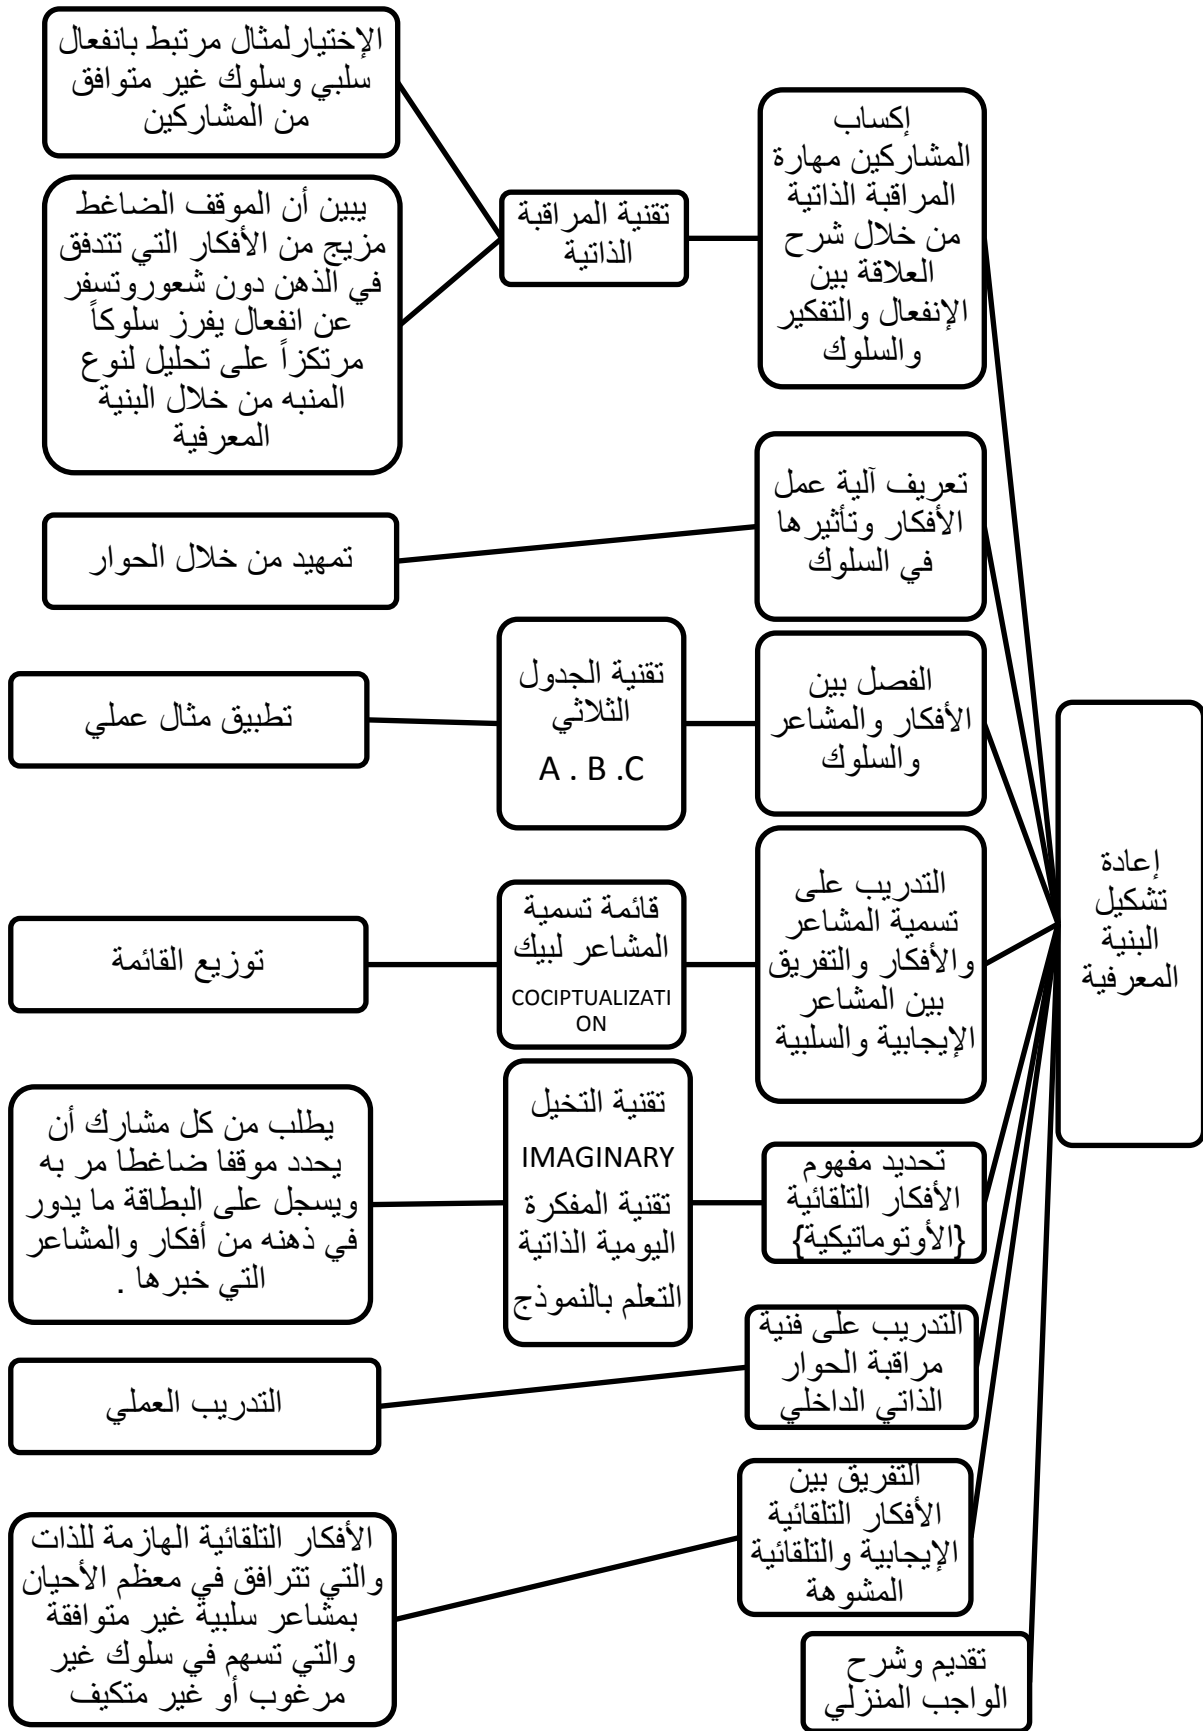 إعادة
تشكيل
البنية
المعرفية
إكساب
المشاركين مهارة
المراقبة الذاتية
من خلال شرح
العلاقة بين
الإنفعال والتفكير
والسلوك
تقنية المراقبة
الذاتية
الإختيارلمثال مرتبط بانفعال
سلبي وسلوك غير متوافق
من المشاركين
يبين أن الموقف الضاغط
مزيج من الأفكار التي تتدفق
في الذهن دون شعوروتسفر
عن انفعال يفرز سلوكاً
مرتكزاً على تحليل لنوع
المنبه من خلال البنية
المعرفية
تعريف آلية عمل
الأفكار وتأثيرها
في السلوك
تمهيد من خلال الحوار
الفصل بين
الأفكار والمشاعر
والسلوك
تقنية الجدول
الثلاثي
A . B .C
تطبيق مثال عملي
التدريب على
تسمية المشاعر
والأفكار والتفريق
بين المشاعر
الإيجابية والسلبية
قائمة تسمية
المشاعر لبيك
COCIPTUALIZATI
ON
توزيع القائمة
تحديد مفهوم
الأفكار التلقائية
{الأوتوماتيكية}
تقنية التخيل
IMAGINARY
تقنية المفكرة
اليومية الذاتية
التعلم بالنموذج
يطلب من كل مشارك أن
يحدد موقفا ضاغطا مر به
ويسجل على البطاقة ما يدور
في ذهنه من أفكار والمشاعر
التي خبرها .
التدريب على فنية
مراقبة الحوار
الذاتي الداخلي
التدريب العملي
التفريق بين
الأفكار التلقائية
الإيجابية والتلقائية
المشوهة
الأفكار التلقائية الهازمة للذات
والتي تترافق في معظم الأحيان
بمشاعر سلبية غير متوافقة
والتي تسهم في سلوك غير
مرغوب أو غير متكيف
تقديم وشرح
الواجب المنزلي